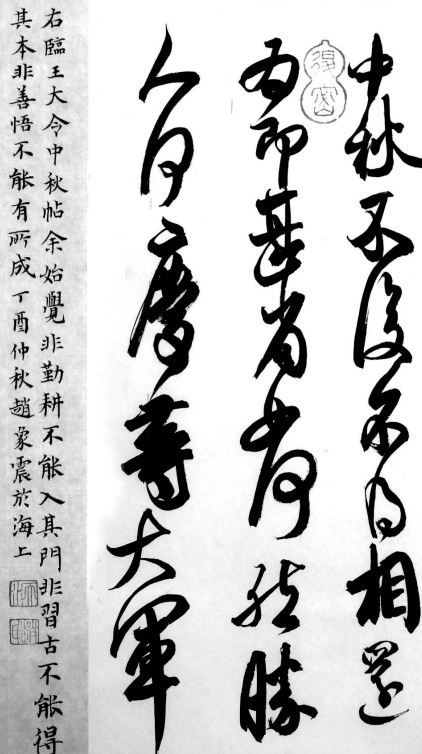 中秋不復不得相還
為即甚省如何然勝
人何慶等大軍
右臨王大令中秋帖余始覺非勤耕不能入其門非習古不能得
其本非善悟不能有所成丁酉仲秋趙象震於海上